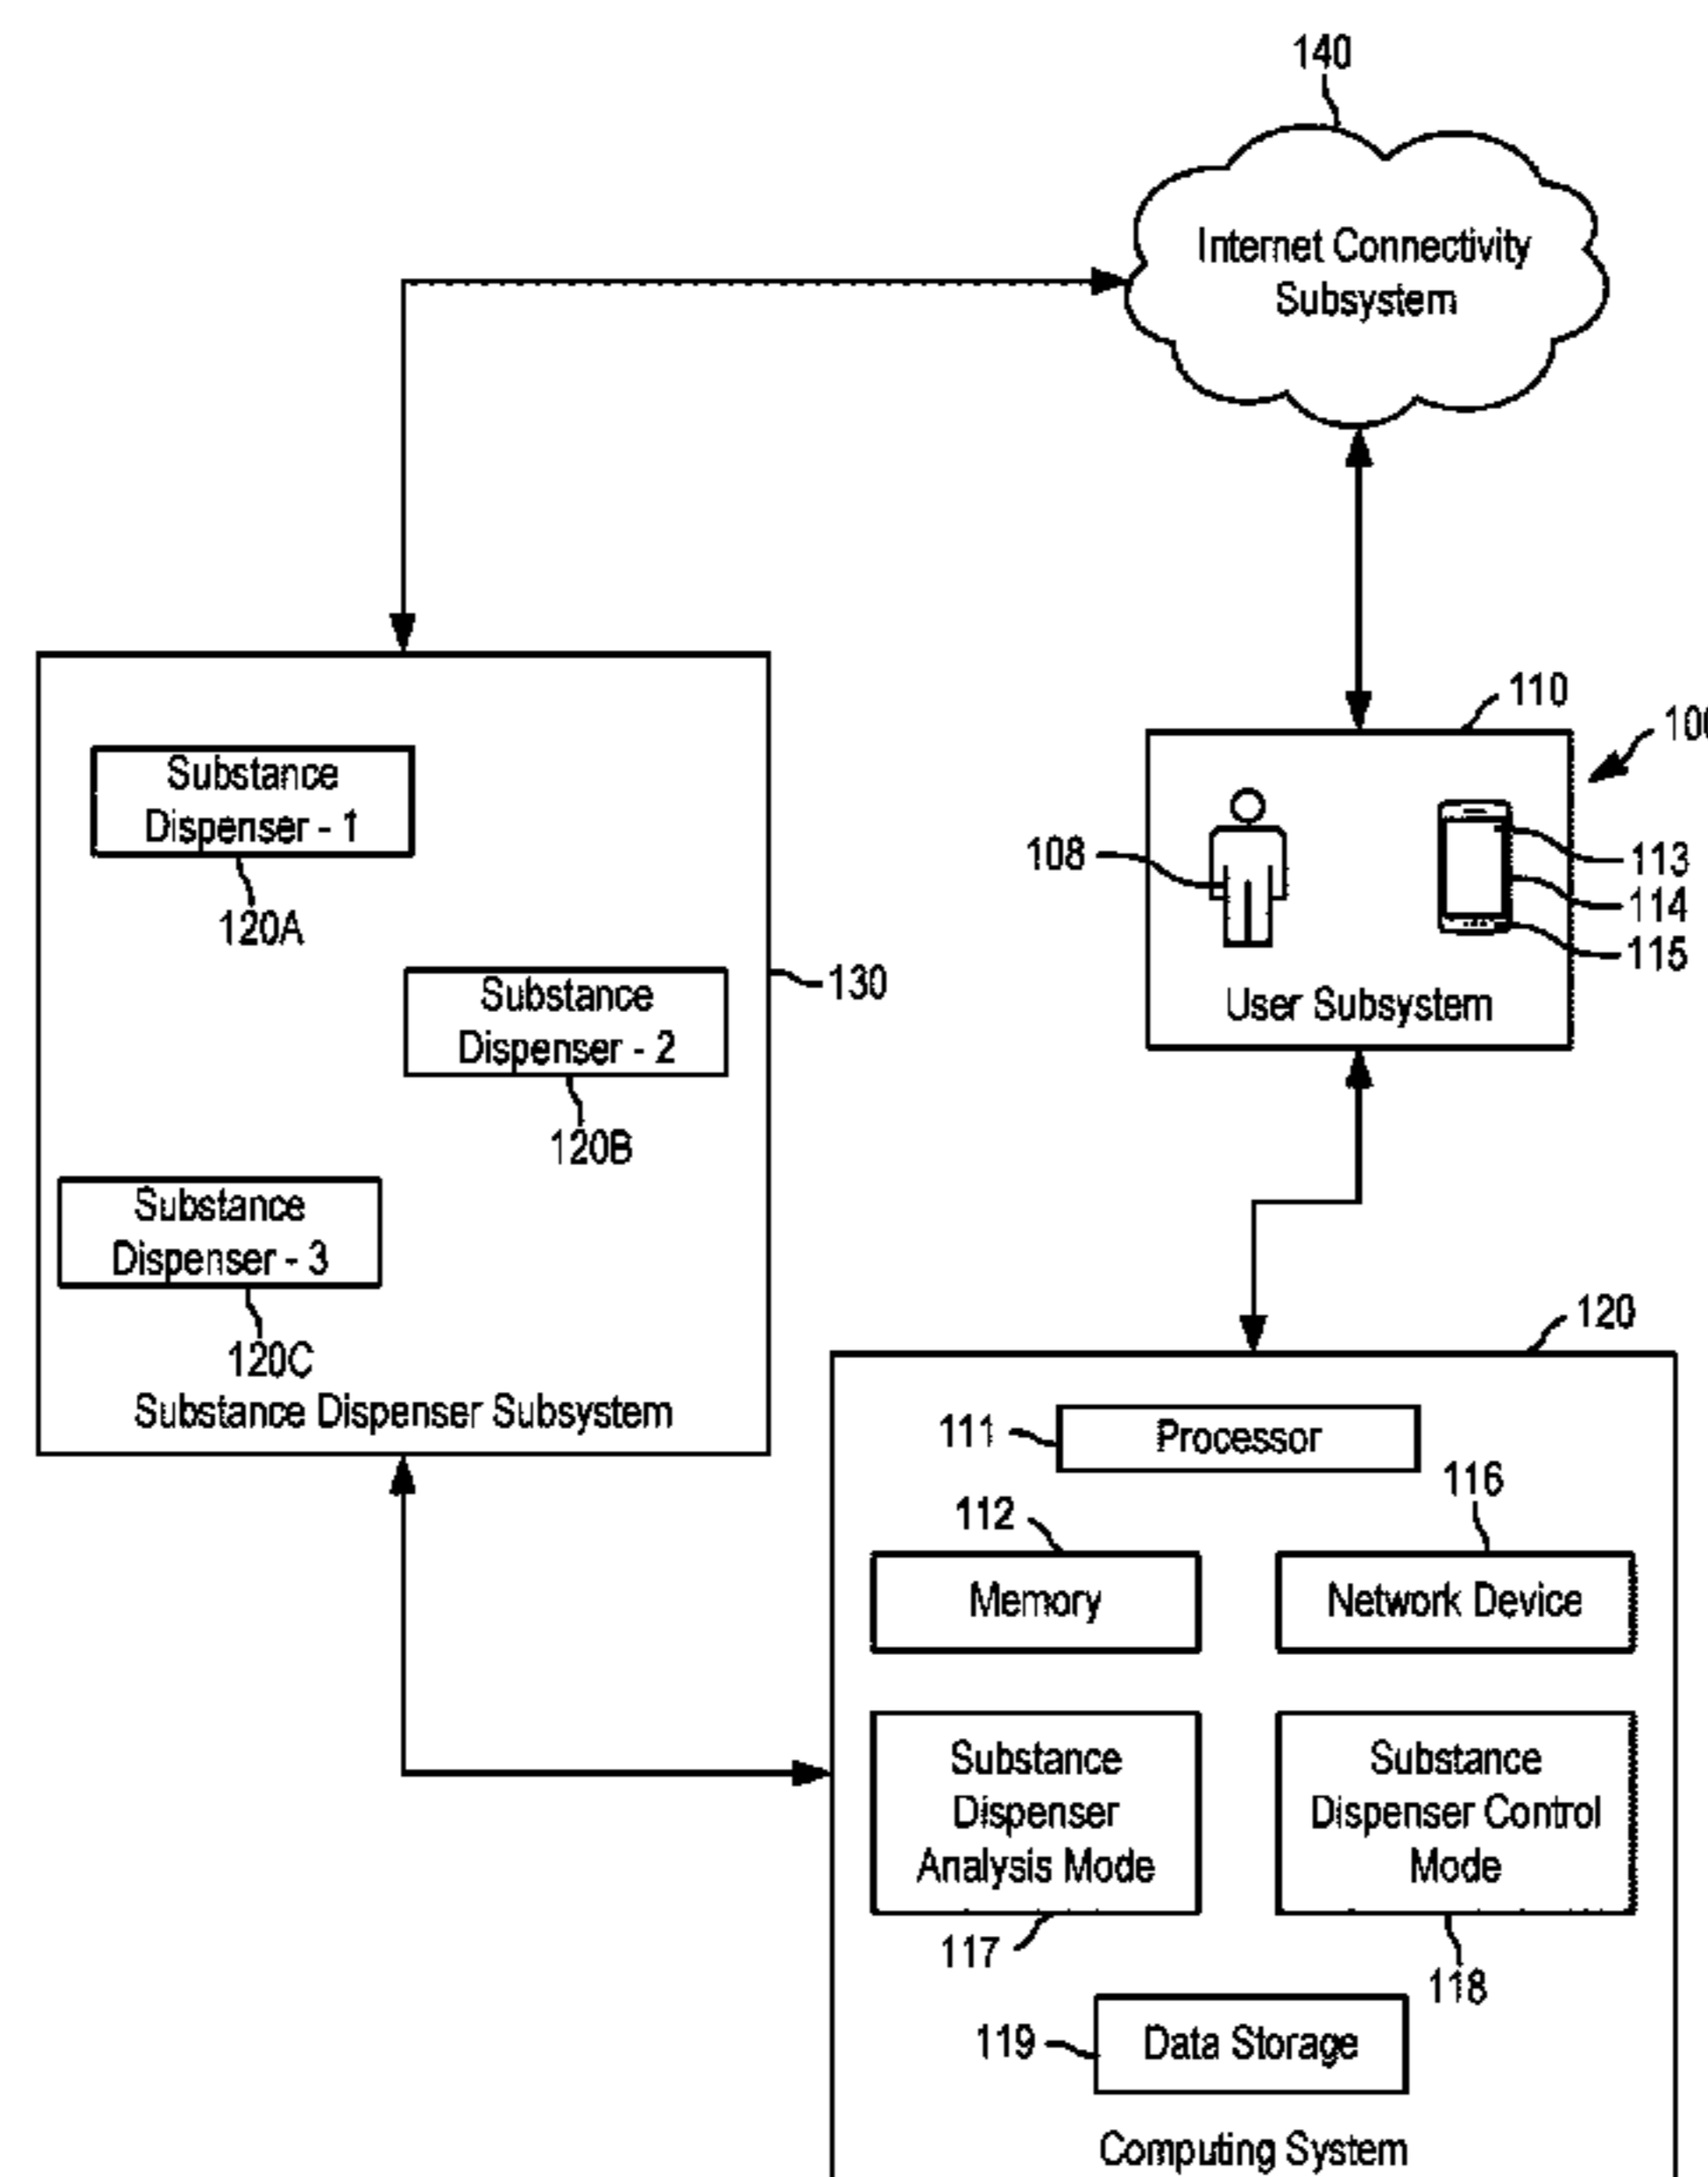 140
Internet Connectivity
Subsystem
110
Substance
Dispenser - 1
120A
108
113
114
115
User Subsystem
Substance
Dispenser - 2
120B
130
Substance
Dispenser - 3
120C
Substance Dispenser Subsystem
120
111
Processor
112
Memory
116
Network Device
Substance
Dispenser
Analysis Mode
117
Substance
Dispenser Control
Mode
118
119
Data Storage
Computing System